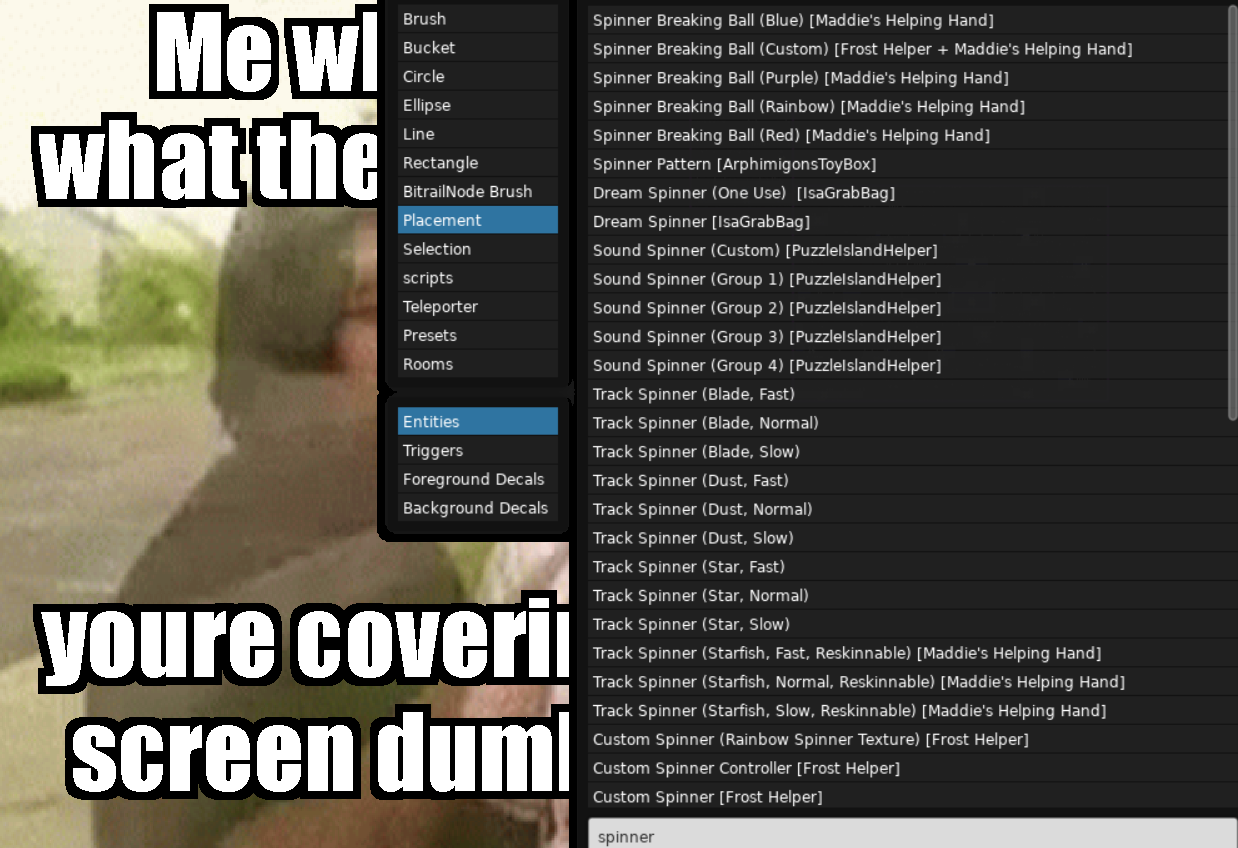 Me
what the
youre
screen
Brush
Bucket
Circle
Ellipse
Line
Rectangle
BitrailNode Brush
Placement
Selection
scripts
Teleporter
Presets
Rooms
Entities
Triggers
Foreground Decals
Background Decals
Spinner Breaking Ball (Blue) [Maddie's Helping Hand]
Spinner Breaking Ball (Custom) [Frost Helper + Maddie's Helping Hand]
Spinner Breaking Ball (Purple) [Maddie's Helping Hand]
Spinner Breaking Ball (Rainbow) [Maddie's Helping Hand]
Spinner Breaking Ball (Red) [Maddie's Helping Hand]
Spinner Pattern [ArphimigonsToyBox]
Dream Spinner (One Use)  [IsaGrabBag]
Dream Spinner [IsaGrabBag]
Sound Spinner (Custom) [PuzzleIslandHelper]
Sound Spinner (Group 1) [PuzzleIslandHelper]
Sound Spinner (Group 2) [PuzzleIslandHelper]
Sound Spinner (Group 3) [PuzzleIslandHelper]
Sound Spinner (Group 4) [PuzzleIslandHelper]
Track Spinner (Blade, Fast)
Track Spinner (Blade, Normal)
Track Spinner (Blade, Slow)
Track Spinner (Dust, Fast)
Track Spinner (Dust, Normal)
Track Spinner (Dust, Slow)
Track Spinner (Star, Fast)
Track Spinner (Star, Normal)
Track Spinner (Star, Slow)
Track Spinner (Starfish, Fast, Reskinnable) [Maddie's Helping Hand]
Track Spinner (Starfish, Normal, Reskinnable) [Maddie's Helping Hand]
Track Spinner (Starfish, Slow, Reskinnable) [Maddie's Helping Hand]
Custom Spinner (Rainbow Spinner Texture) [Frost Helper]
Custom Spinner Controller [Frost Helper]
Custom Spinner [Frost Helper]
spinner